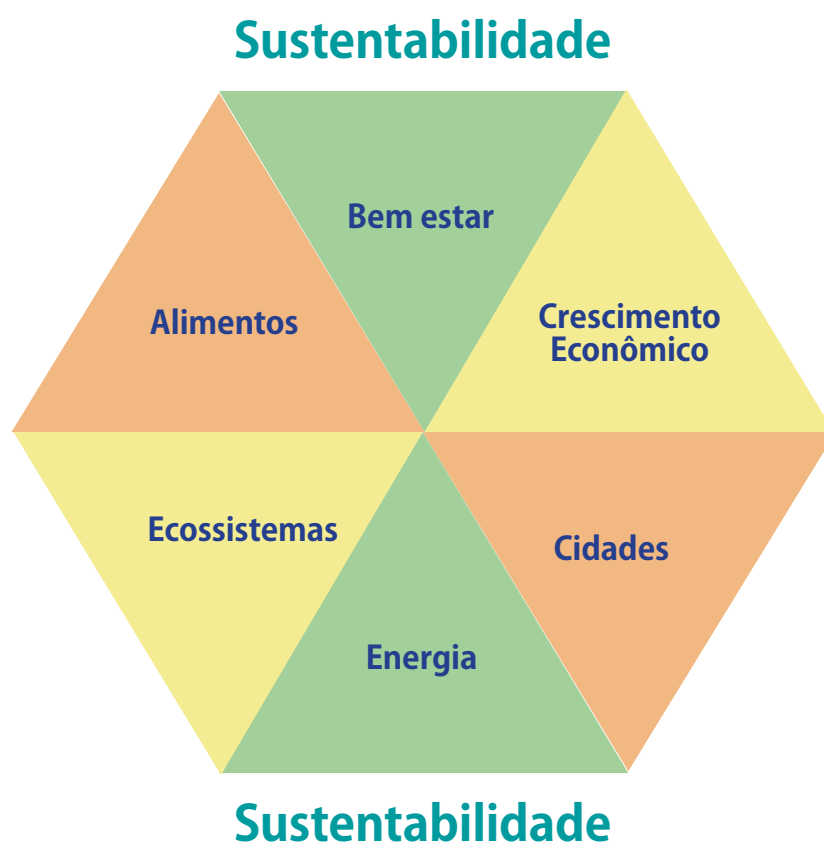 Sustentabilidade
Bem estar
Alimentos
Crescimento
Econômico
Ecossistemas
Cidades
Energia
Sustentabilidade